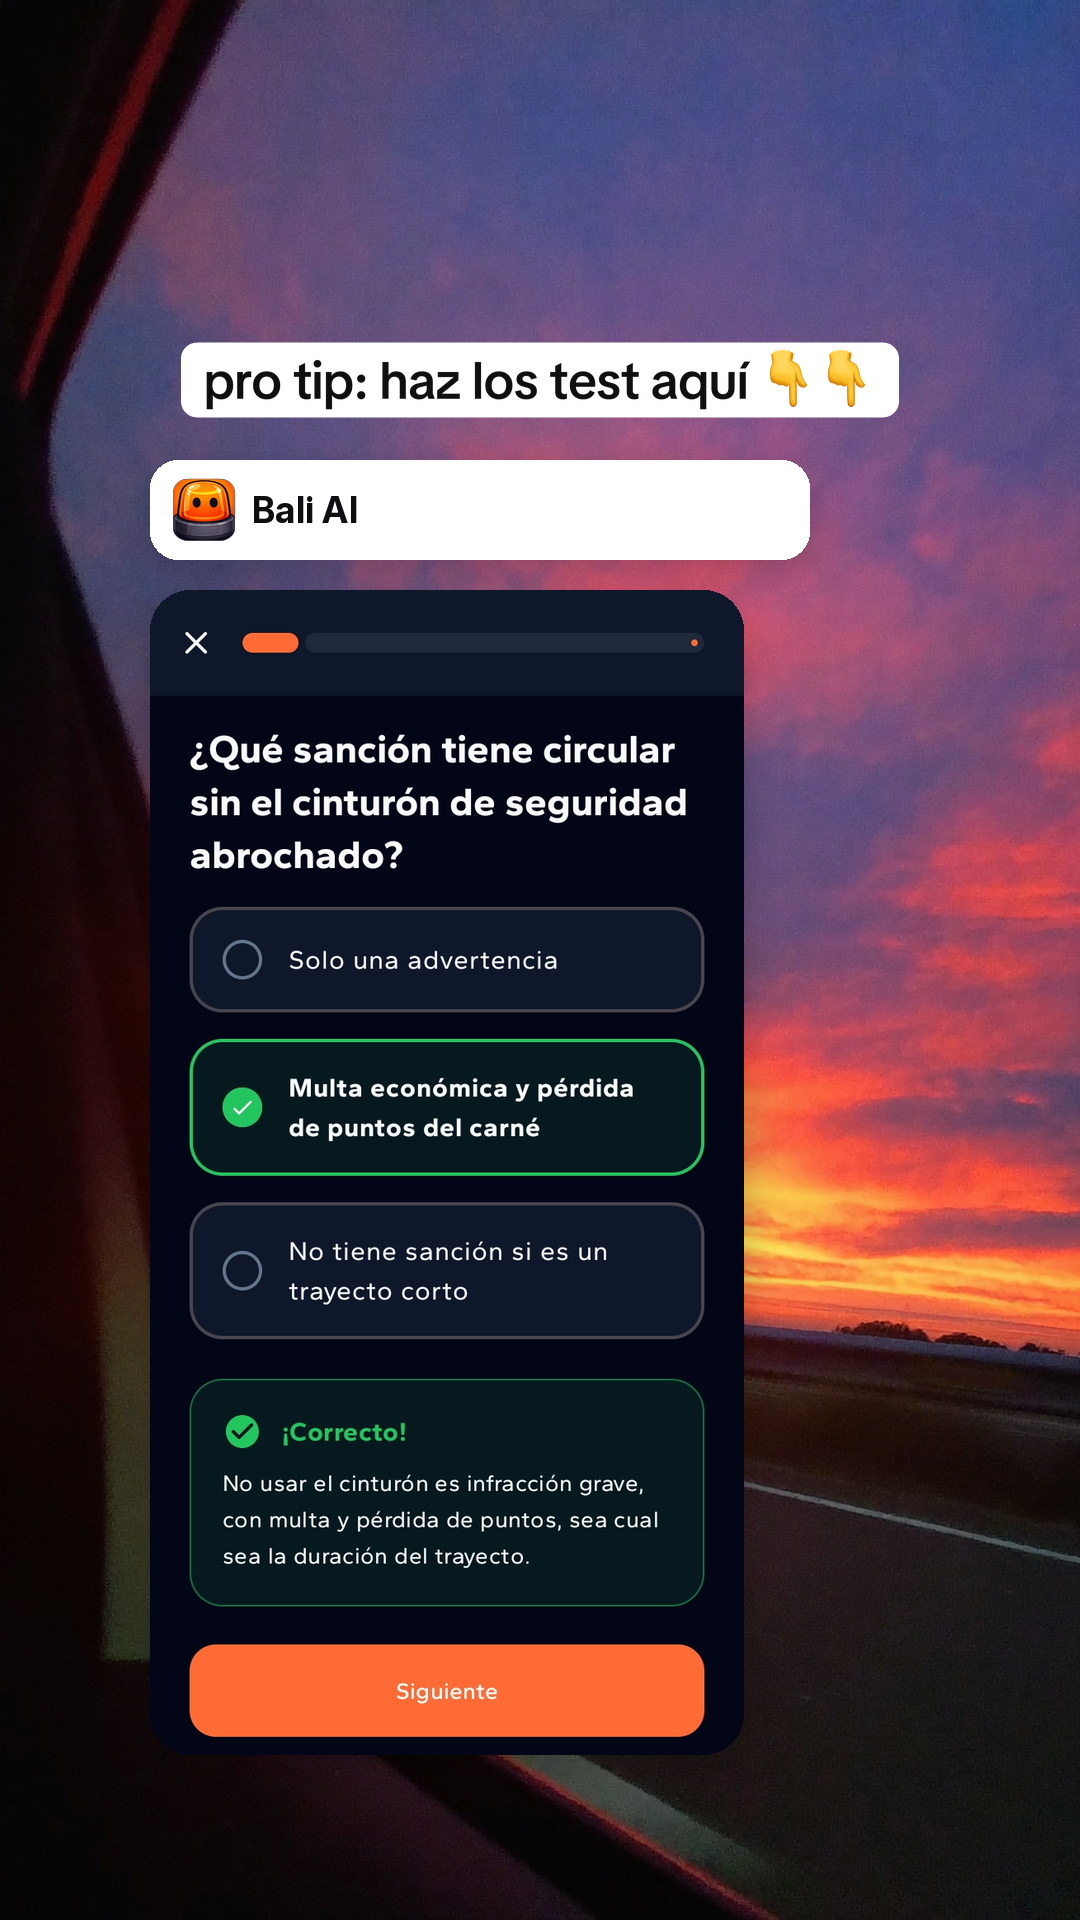 pro tip: haz los test aquí 👇👇
Bali AI
¿Qué sanción tiene circular
sin el cinturón de seguridad
abrochado?
Solo una advertencia
Multa económica y pérdida
de puntos del carné
No tiene sanción si es un
trayecto corto
¡Correcto!
No usar el cinturón es infracción grave,
con multa y pérdida de puntos, sea cual
sea la duración del trayecto.
Siguiente